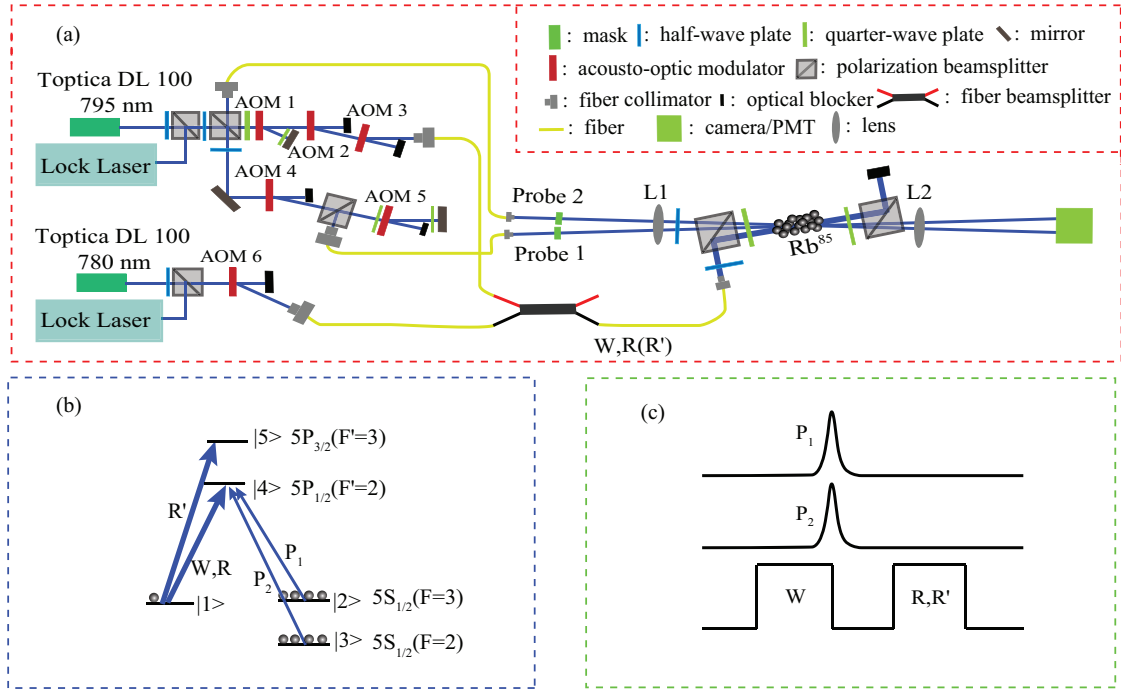 (a)
: mask : half-wave plate : quarter-wave plate : mirror
: acousto-optic modulator : polarization beamsplitter
: fiber collimator : optical blocker : fiber beamsplitter
: fiber : camera/PMT : lens
Toptica DL 100
795 nm
Lock Laser
AOM 1
AOM 3
AOM 2
AOM 4
AOM 5
Toptica DL 100
780 nm
AOM 6
Lock Laser
Probe 2
Probe 1
L1
L2
Rb⁸⁵
W,R(R')
(b)
|5> 5P₃/₂(F'=3)
|4> 5P₁/₂(F'=2)
R'
W,R
P₁
P₂
|1>
|2> 5S₁/₂(F=3)
|3> 5S₁/₂(F=2)
(c)
P₁
P₂
W
R,R'